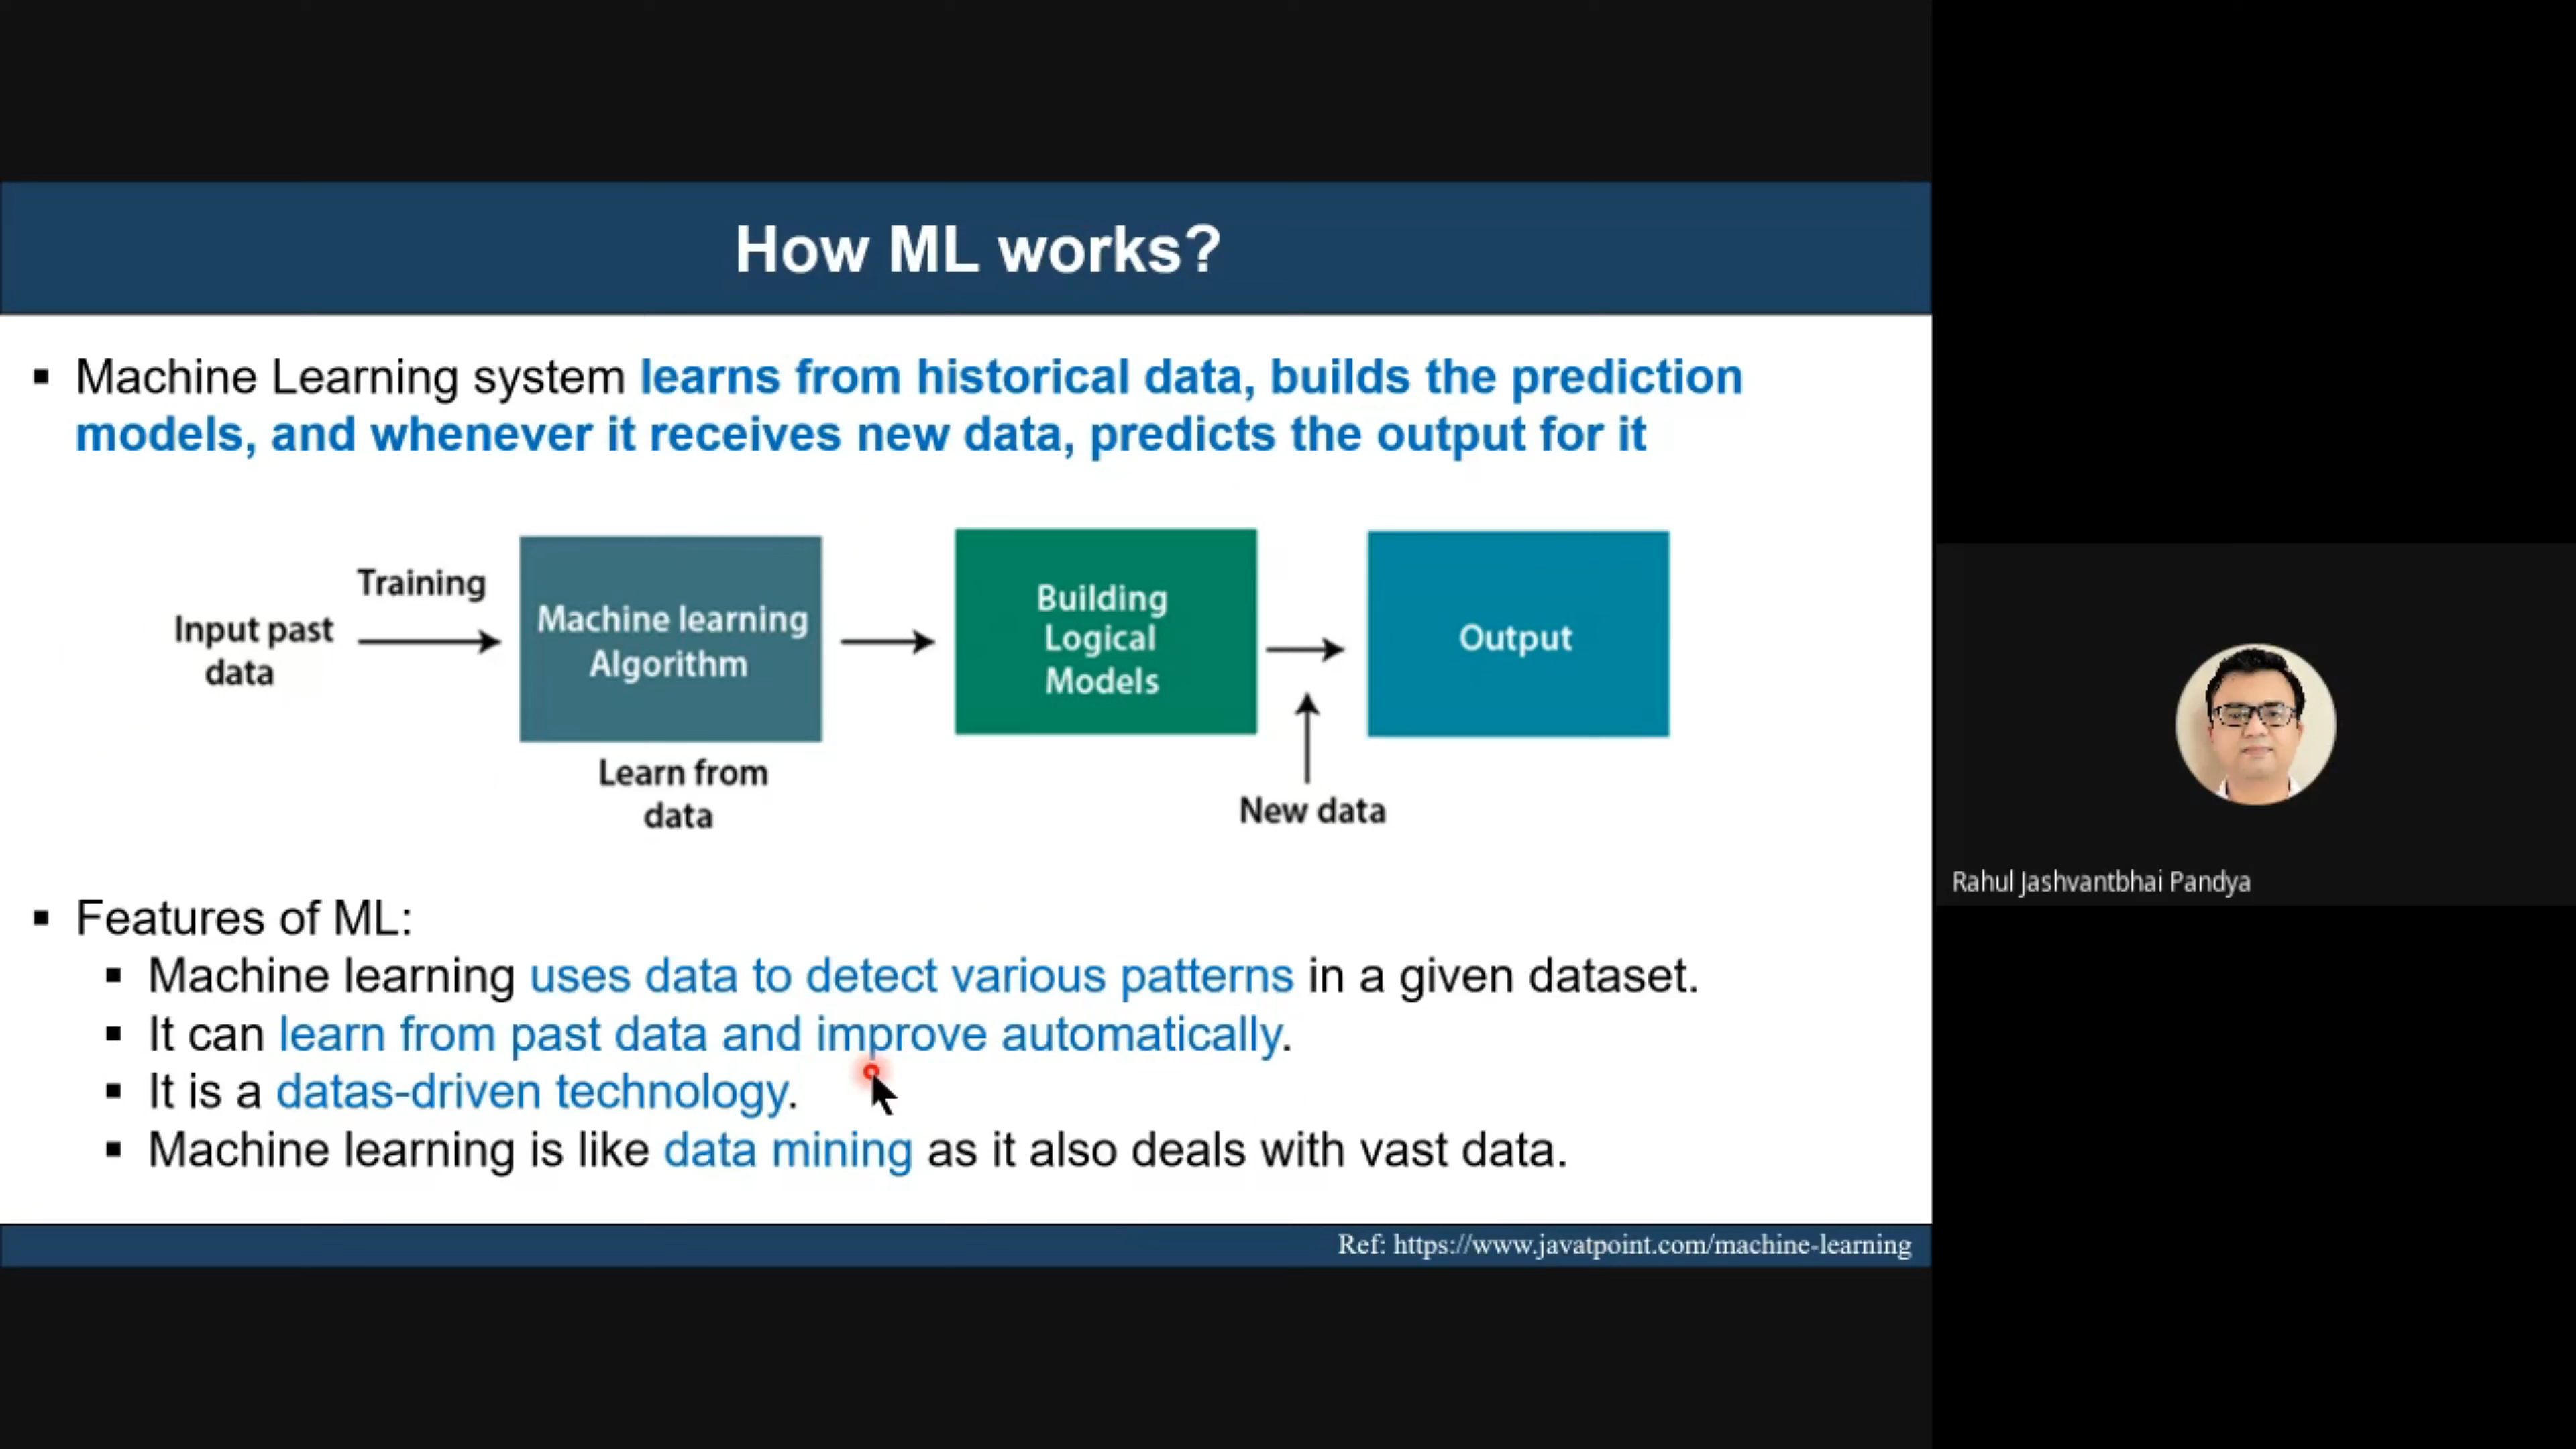 How ML works?
▪ Machine Learning system learns from historical data, builds the prediction
models, and whenever it receives new data, predicts the output for it
Training
Input past
data
Machine learning
Algorithm
Learn from
data
Building
Logical
Models
New data
Output
▪ Features of ML:
▪ Machine learning uses data to detect various patterns in a given dataset.
▪ It can learn from past data and improve automatically.
▪ It is a datas-driven technology.
▪ Machine learning is like data mining as it also deals with vast data.
Ref: https://www.javatpoint.com/machine-learning
Rahul Jashvantbhai Pandya